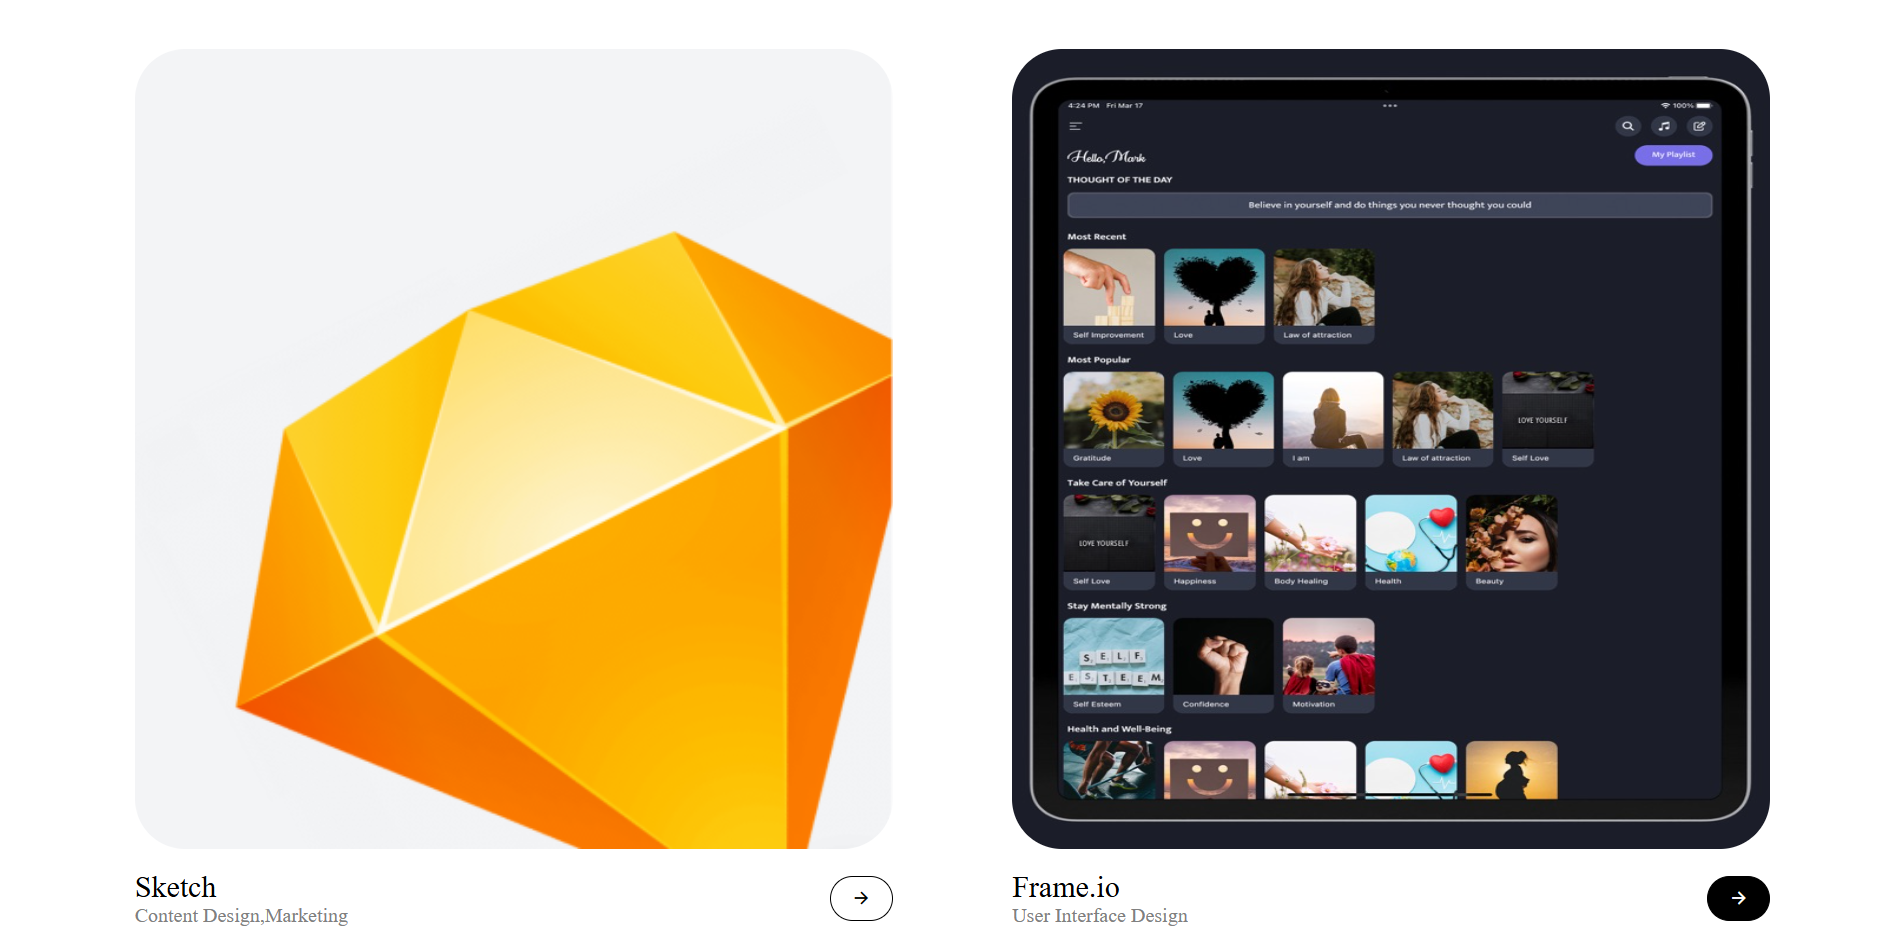 4:24 PM Fri Mar 17
100%
Hello, Mark
My Playlist
THOUGHT OF THE DAY
Believe in yourself and do things you never thought you could
Most Recent
Self Improvement
Love
Law of attraction
Most Popular
LOVE YOURSELF
Gratitude
Love
I am
Law of attraction
Self Love
Take Care of Yourself
LOVE YOURSELF
Self Love
Happiness
Body Healing
Health
Beauty
Stay Mentally Strong
SELF
ESTEEM
Self Esteem
Confidence
Motivation
Health and Well-Being
Sketch
Content Design,Marketing
Frame.io
User Interface Design